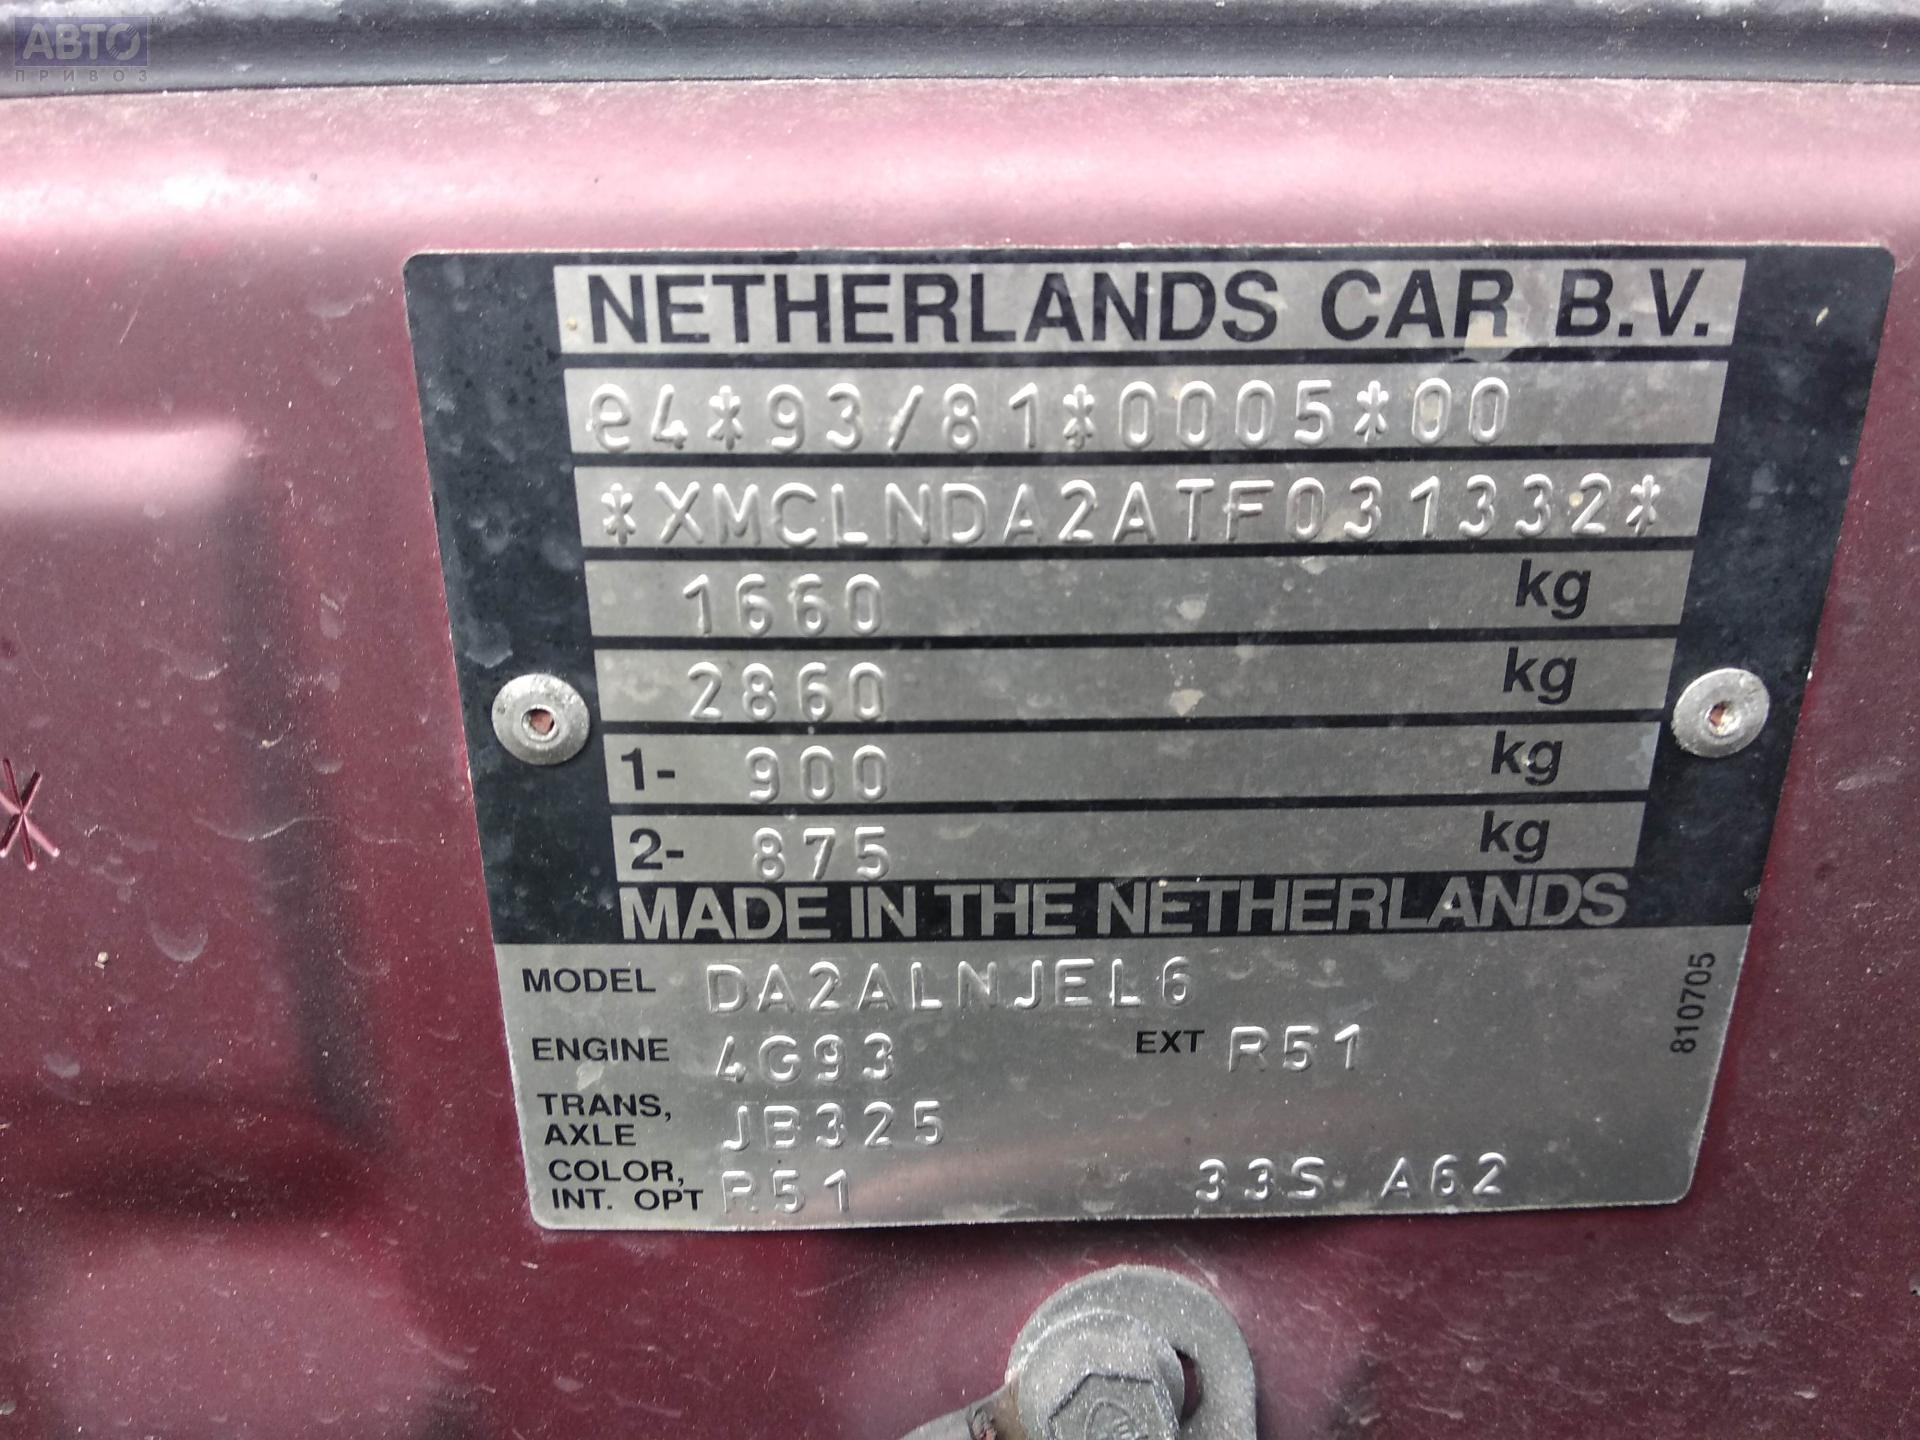 АВТО
ПРИВОЗ
NETHERLANDS CAR B.V.
e4*93/81*0005*00
*XMCLNDA2ATF031332*
1660 kg
2860 kg
1- 900 kg
2- 875 kg
MADE IN THE NETHERLANDS
MODEL DA2ALNJEL6
ENGINE 4G93 EXT R51
TRANS, AXLE JB325
COLOR, INT. OPT R51 33S A62
810705